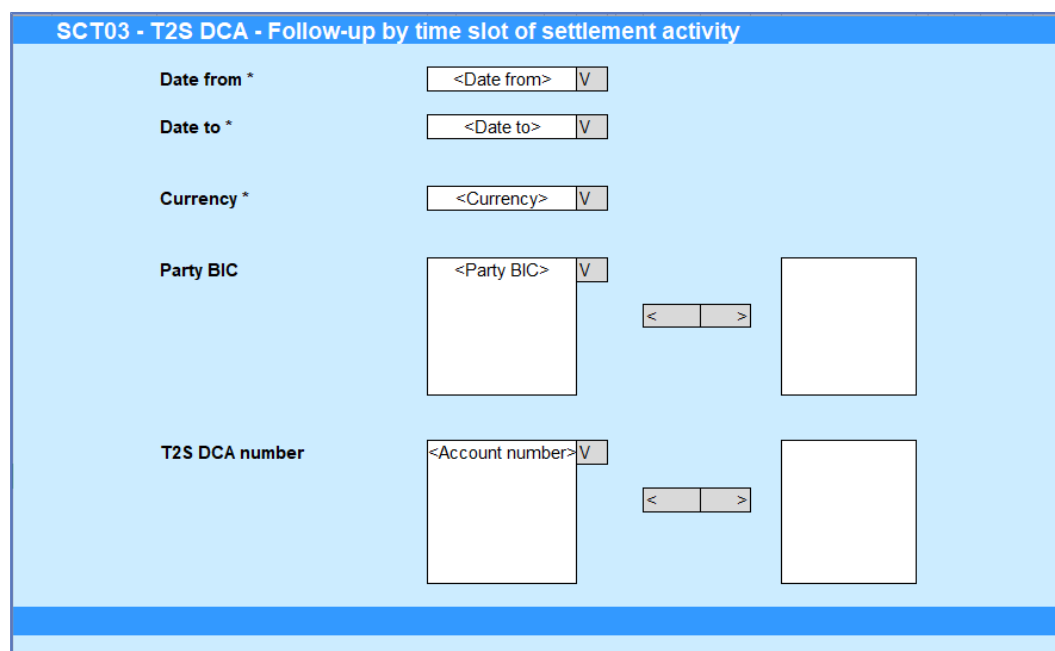 SCT03 - T2S DCA - Follow-up by time slot of settlement activity
Date from * <Date from> V
Date to * <Date to> V
Currency * <Currency> V
Party BIC <Party BIC> V
< >
T2S DCA number <Account number> V
< >